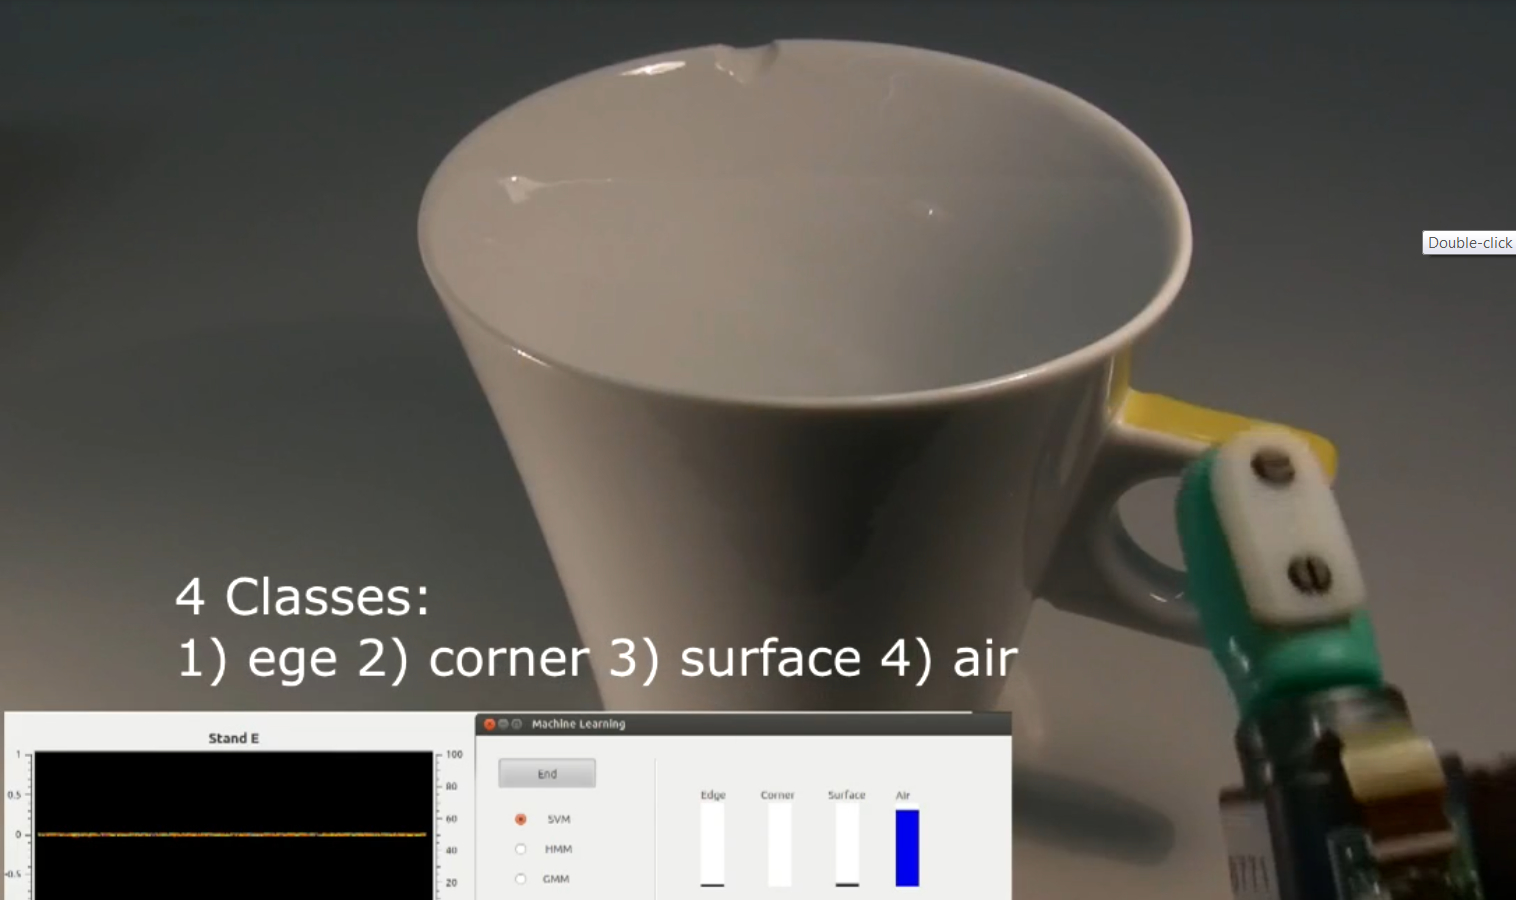 Double-click
4 Classes:
1) ege 2) corner 3) surface 4) air
Machine Learning
Stand E
1
0.5
0
-0.5
100
80
60
40
20
End
SVM
HMM
GMM
Edge
Corner
Surface
Air